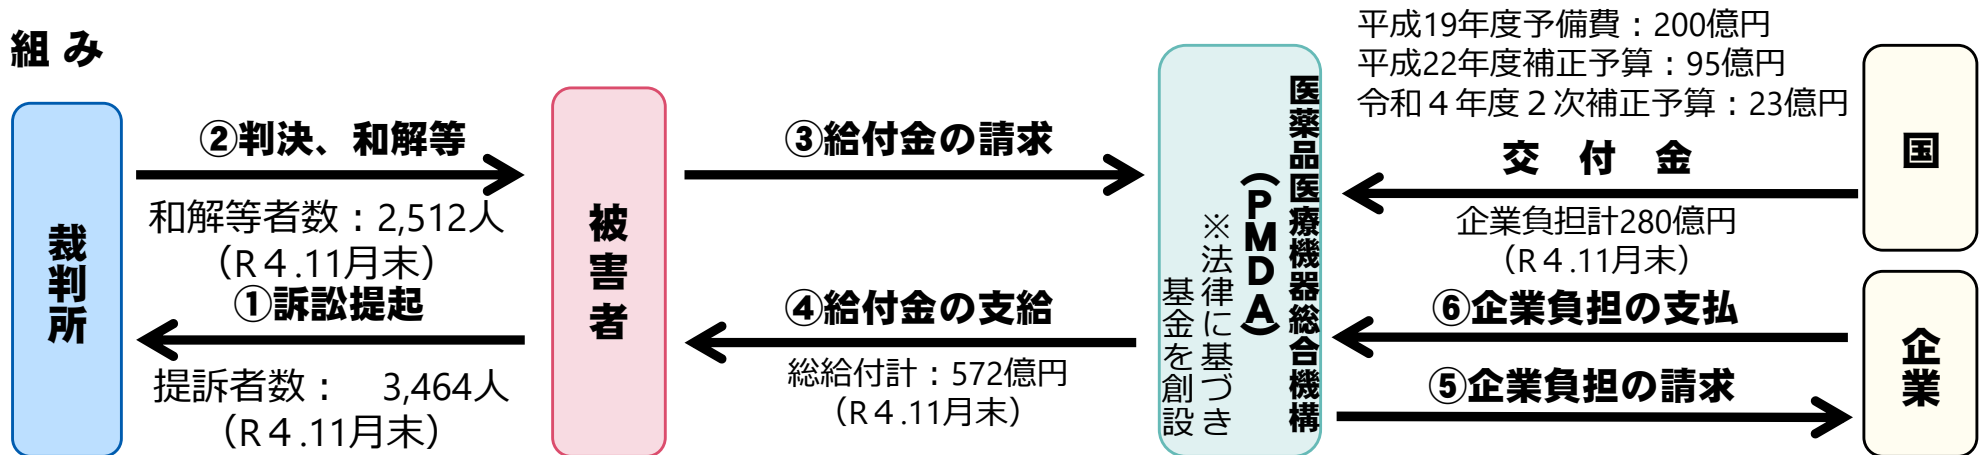 組 み
裁判所
②判決、和解等
和解等者数：2,512人
（R４.11月末）
①訴訟提起
提訴者数：　3,464人
（R４.11月末）
被害者
③給付金の請求
④給付金の支給
総給付計：572億円
（R４.11月末）
医薬品医療機器総合機構
（ＰＭＤＡ）
※法律に基づき
基金を創設
平成19年度予備費：200億円
平成22年度補正予算：95億円
令和４年度２次補正予算：23億円
交　付　金
企業負担計280億円
（R４.11月末）
⑥企業負担の支払
⑤企業負担の請求
国
企業